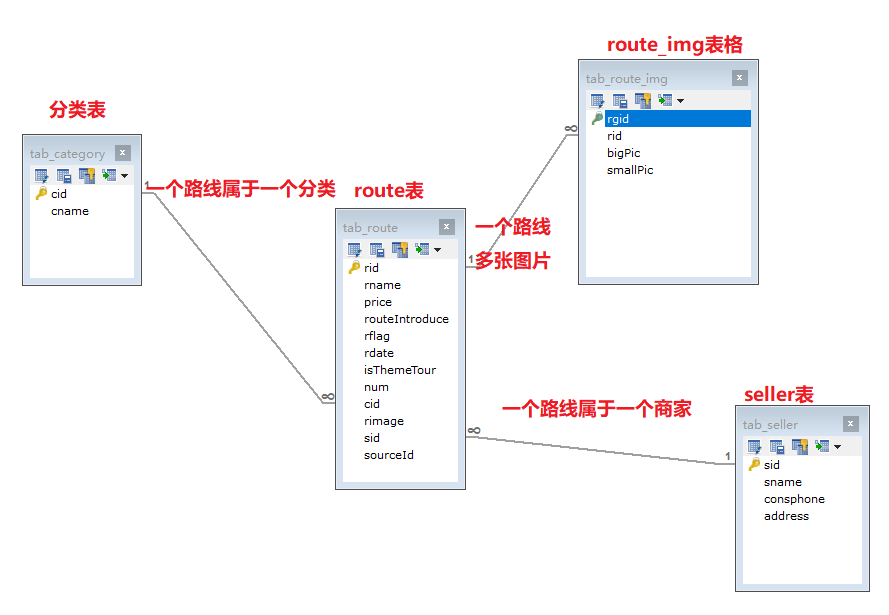 route_img表格
tab_route_img
rgid
rid
bigPic
smallPic
分类表
tab_category
cid
cname
1
一个路线属于一个分类
∞
route表
tab_route
rid
rname
price
routeIntroduce
rflag
rdate
isThemeTour
num
cid
rimage
sid
sourceId
一个路线
多张图片
1
∞
一个路线属于一个商家
∞
1
seller表
tab_seller
sid
sname
consphone
address